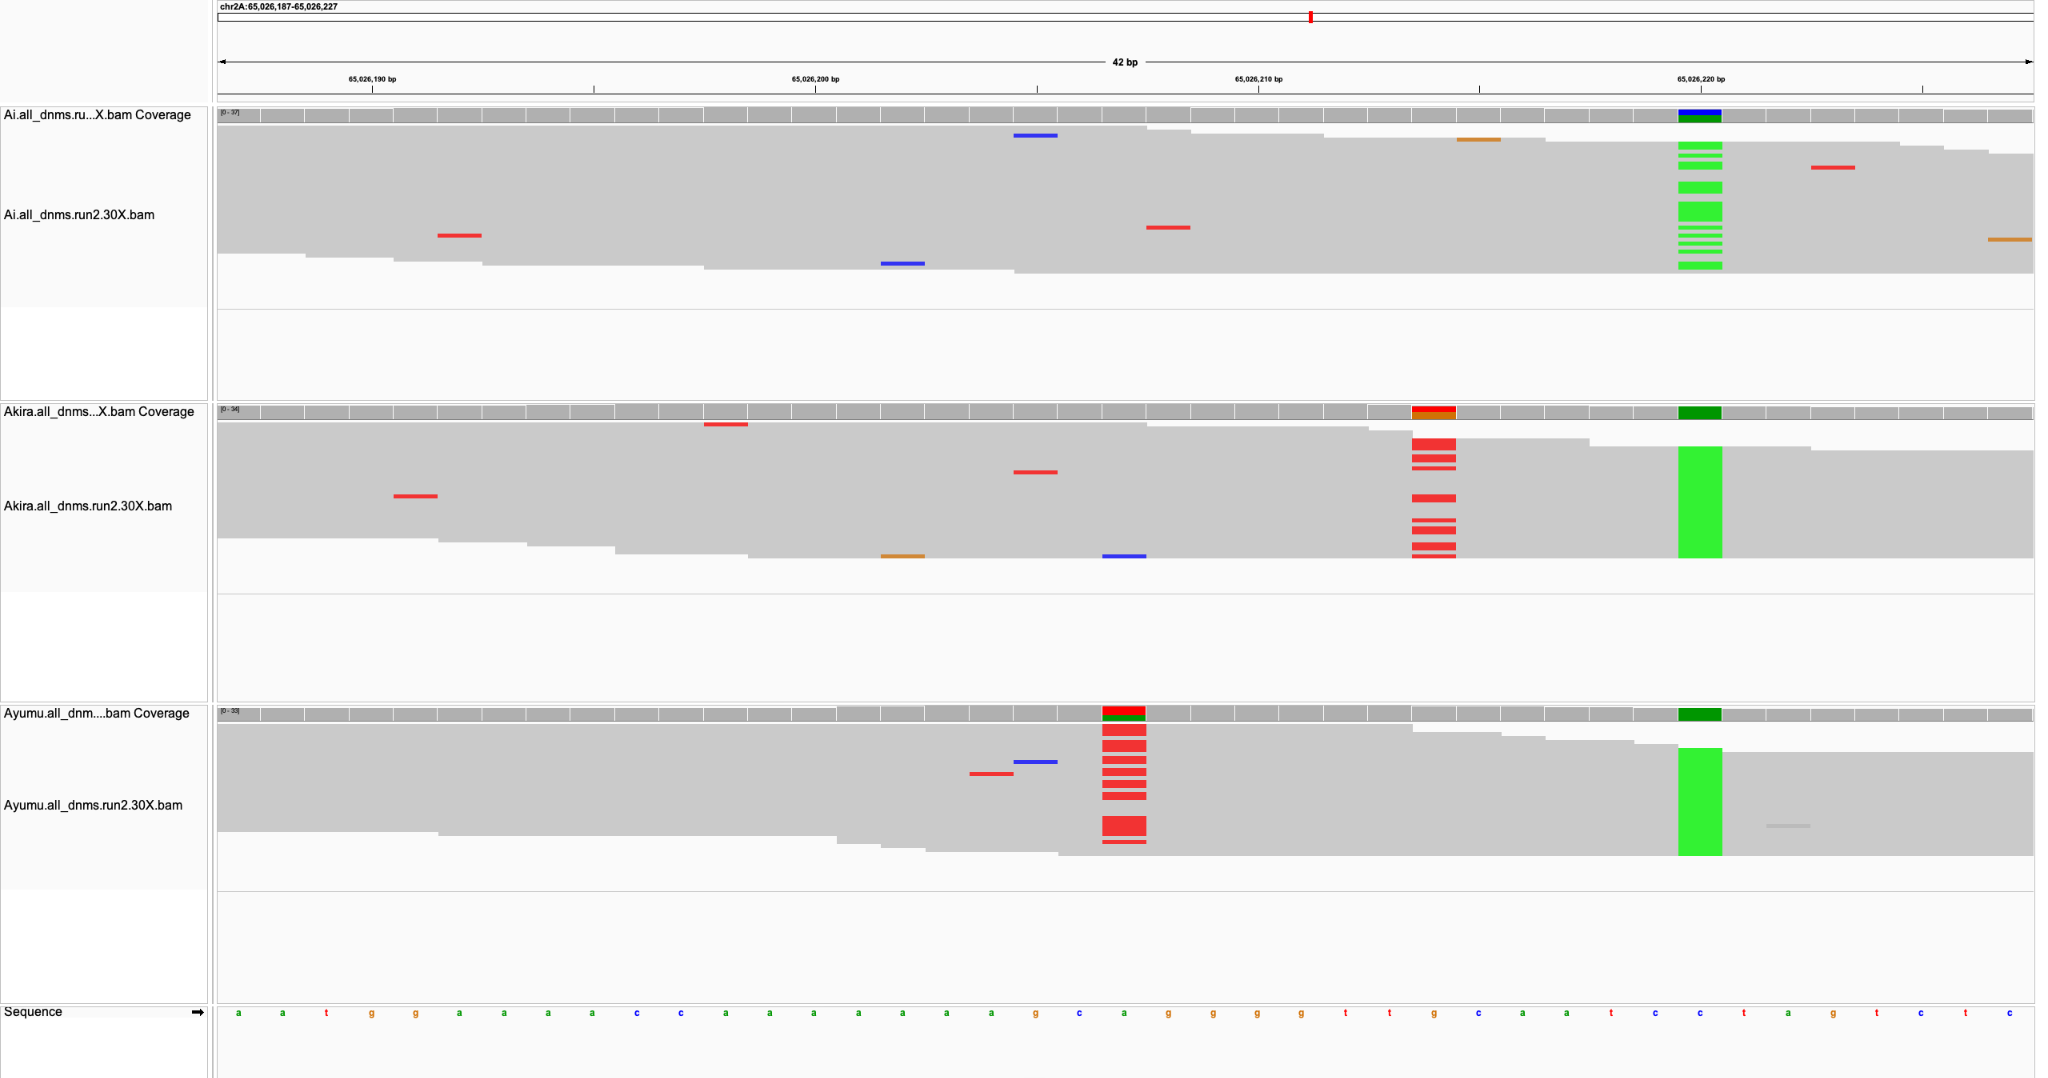 chr2A:65,026,187-65,026,227
42 bp
65,026,190 bp 65,026,200 bp 65,026,210 bp 65,026,220 bp
Ai.all_dnms.ru...X.bam Coverage
[0 - 37]
Ai.all_dnms.run2.30X.bam
Akira.all_dnms...X.bam Coverage
[0 - 34]
Akira.all_dnms.run2.30X.bam
Ayumu.all_dnm....bam Coverage
[0 - 33]
Ayumu.all_dnms.run2.30X.bam
Sequence a a t g g a a a a c c a a a a a a a g c a g g g g t t g c a a t c c t a g t c t c